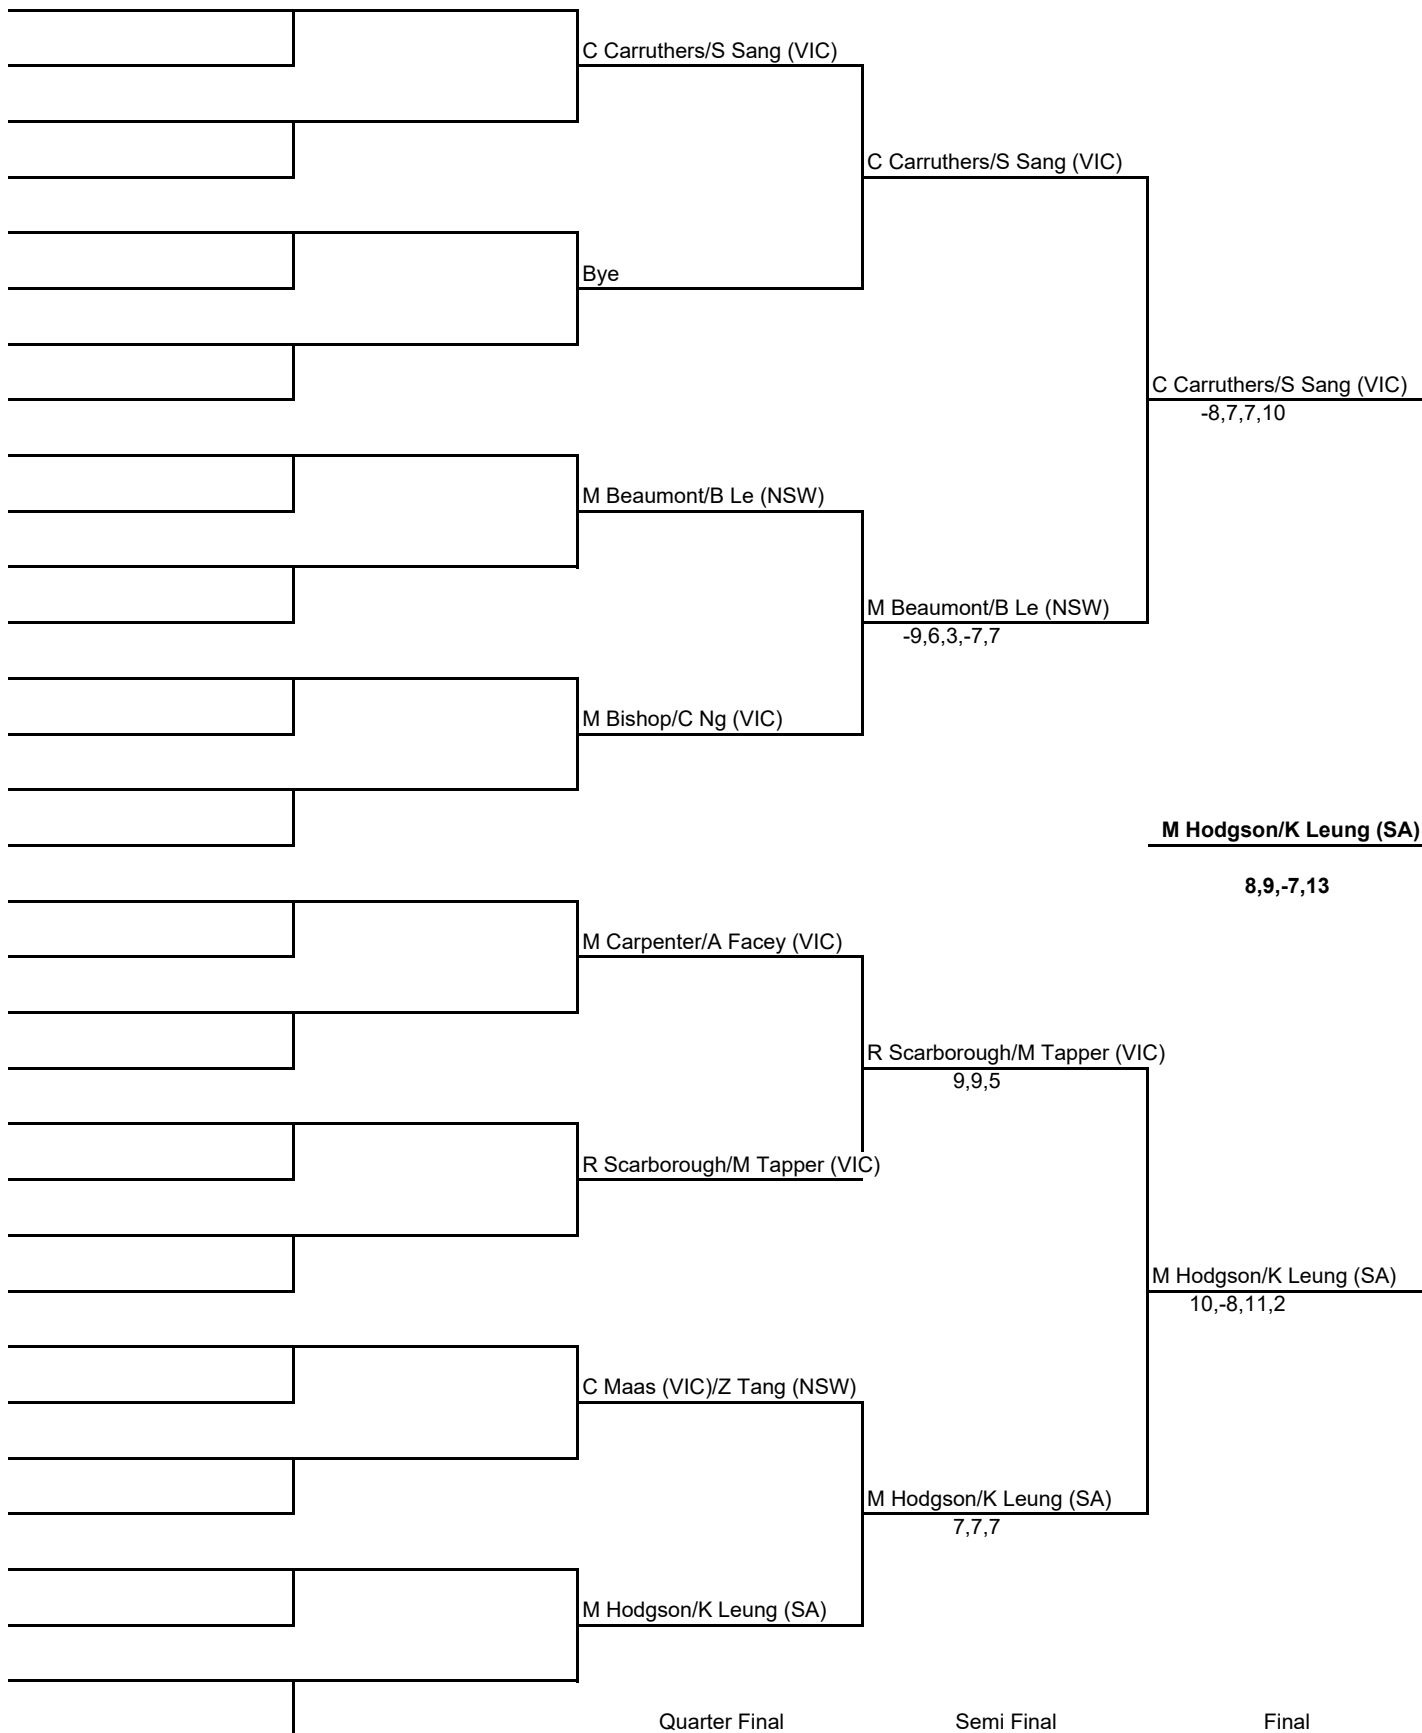 C Carruthers/S Sang (VIC)
C Carruthers/S Sang (VIC)
Bye
C Carruthers/S Sang (VIC)
-8,7,7,10
M Beaumont/B Le (NSW)
M Beaumont/B Le (NSW)
-9,6,3,-7,7
M Bishop/C Ng (VIC)
M Hodgson/K Leung (SA)
8,9,-7,13
M Carpenter/A Facey (VIC)
R Scarborough/M Tapper (VIC)
9,9,5
R Scarborough/M Tapper (VIC)
M Hodgson/K Leung (SA)
10,-8,11,2
C Maas (VIC)/Z Tang (NSW)
M Hodgson/K Leung (SA)
7,7,7
M Hodgson/K Leung (SA)
Quarter Final Semi Final Final